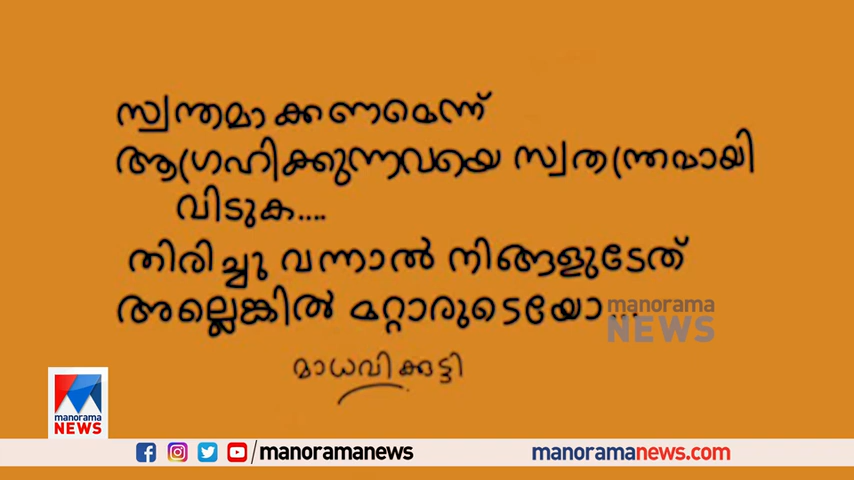 സ്വന്തമാക്കണമെന്ന്
ആഗ്രഹിക്കുന്നവയെ സ്വതന്ത്രമായി
വിടുക....
തിരിച്ചു വന്നാൽ നിങ്ങളുടേത്
അല്ലെങ്കിൽ മറ്റാരുടെയോ...
manorama
NEWS
മാധവിക്കുട്ടി
manorama
NEWS
/manoramanews
manoramanews.com